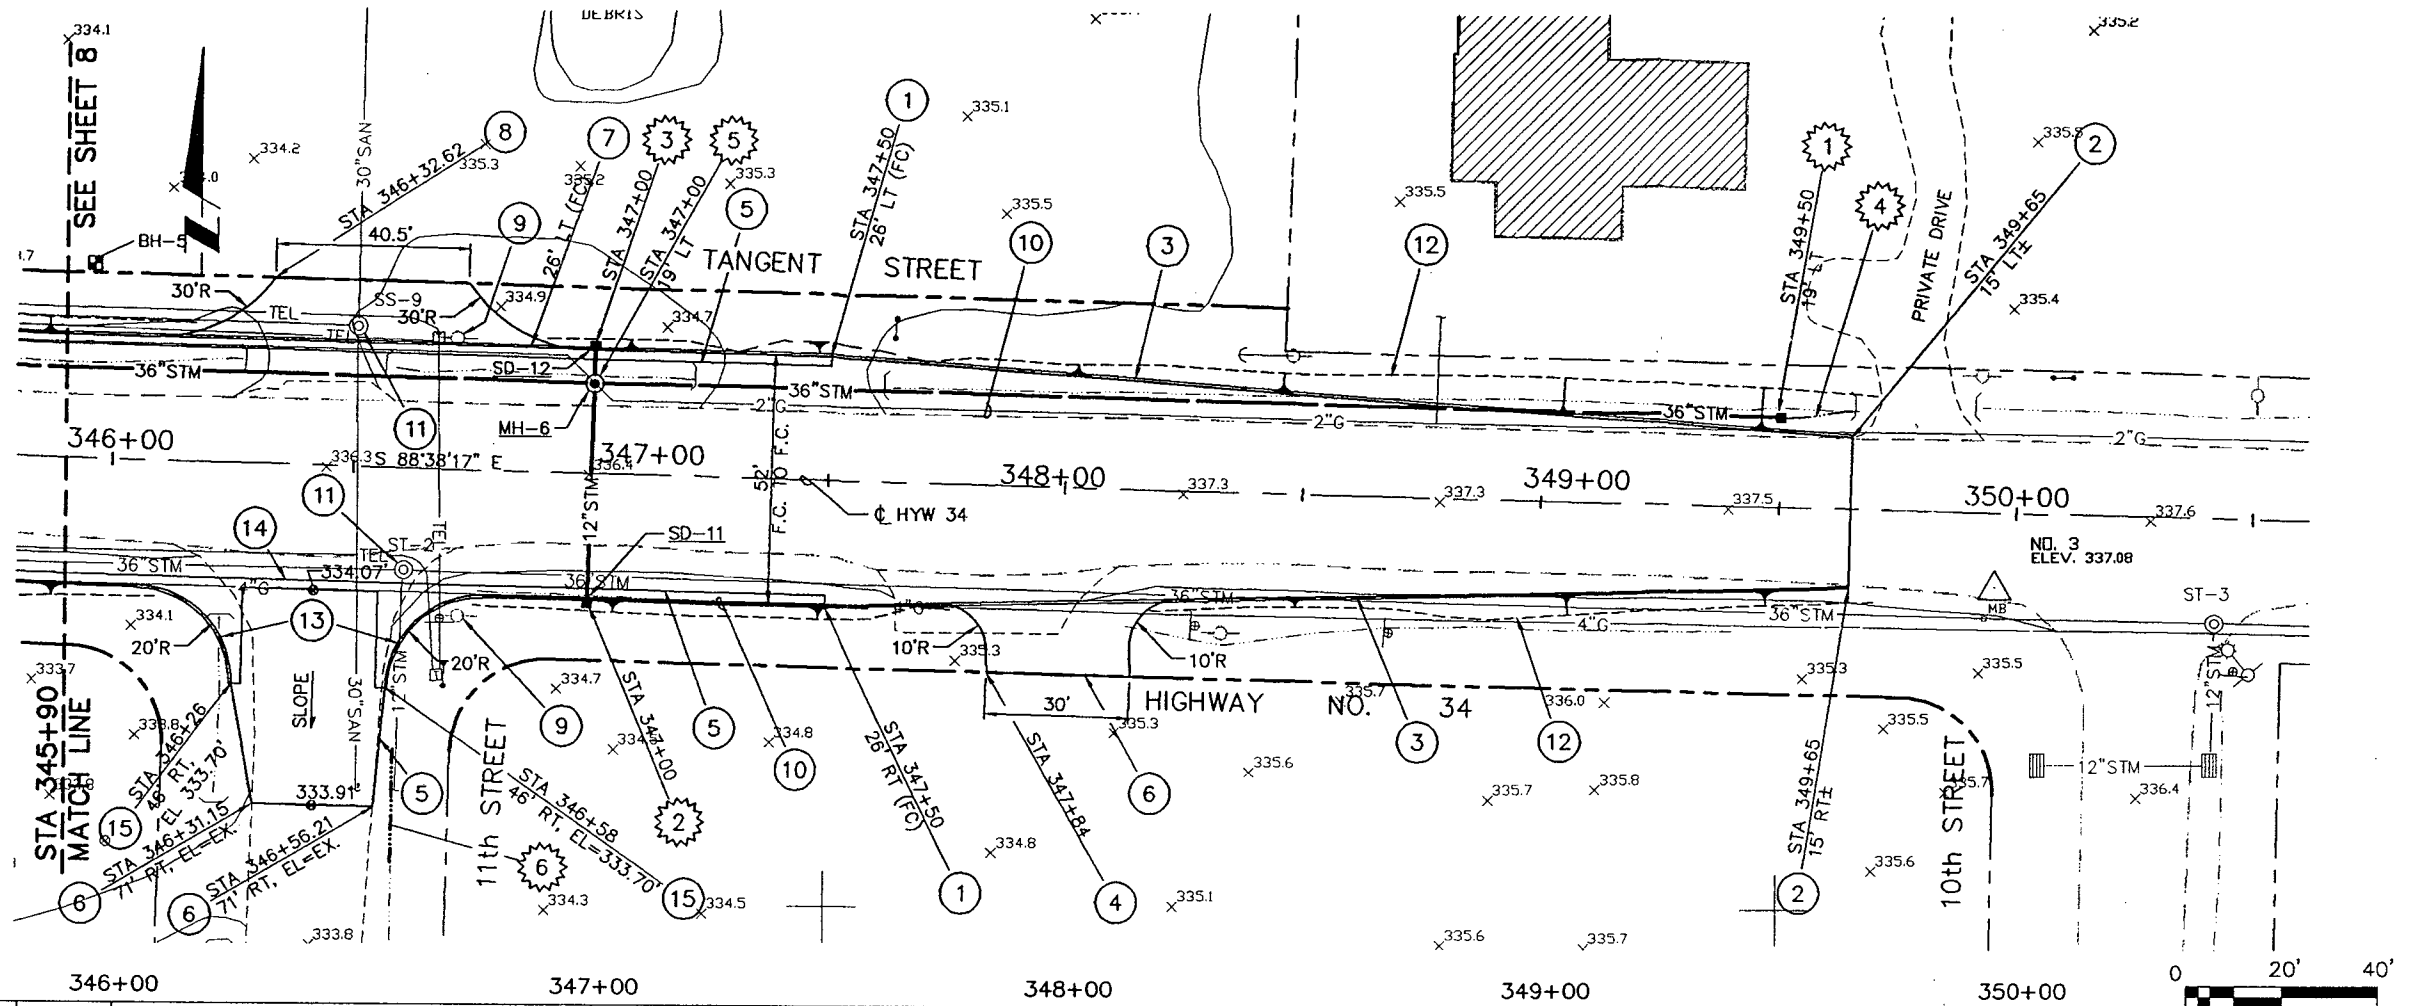 DEBRIS
334.1
335.2
SEE SHEET 8
30"SAN
1
335.1
8
7
3
5
334.2
STA 346+32.62
335.3
335.2
335.3
STA 347+50
26' LT (FC)
1
335.5
2
BH-5
40.5'
9
26' LT (FC)
STA 347+00
STA 347+00
19' LT
5
335.5
335.5
10
3
12
STA 349+50
19' LT
4
PRIVATE DRIVE
STA 349+65
15' LT±
TANGENT STREET
30'R
SS-9
334.9
30'R
334.7
335.4
TEL
TEL
SD-12
36"STM
36"STM
36"STM
2"G
2"G
2"G
MH-6
11
346+00
347+00
348+00
349+00
350+00
336.3
S 88°38'17" E
336.4
337.3
337.3
337.5
337.6
52'
F.C. TO F.C.
12"STM
℄ HYW 34
11
14
SD-11
NO. 3
ELEV. 337.08
ST-2
TEL
TEL
36"STM
334.07'
36"STM
36"STM
36"STM
4"G
4"G
4"G
MB
ST-3
334.1
13
20'R
20'R
10'R
10'R
335.3
335.3
335.5
333.7
SLOPE
30"SAN
12"STM
334.7
335.7
336.0
12"STM
30'
HIGHWAY NO. 34
STA 345+90
MATCH LINE
333.8
STA 346+26
46' RT,
EL 333.70'
9
STA 347+00
5
334.8
10
335.3
STA 347+50
26' RT (FC)
STA 347+84
3
12
335.5
333.91'
5
11th STREET
STA 346+58
46' RT, EL=333.70'
335.6
6
335.7
335.8
STA 349+65
15' RT±
10th STREET
12"STM
336.4
15
STA 346+31.15
71' RT, EL=EX.
STA 346+56.21
71' RT, EL=EX.
6
2
334.8
335.6
6
6
334.3
15
334.5
1
4
335.1
2
333.8
335.6
335.7
346+00
347+00
348+00
349+00
350+00
0
20'
40'